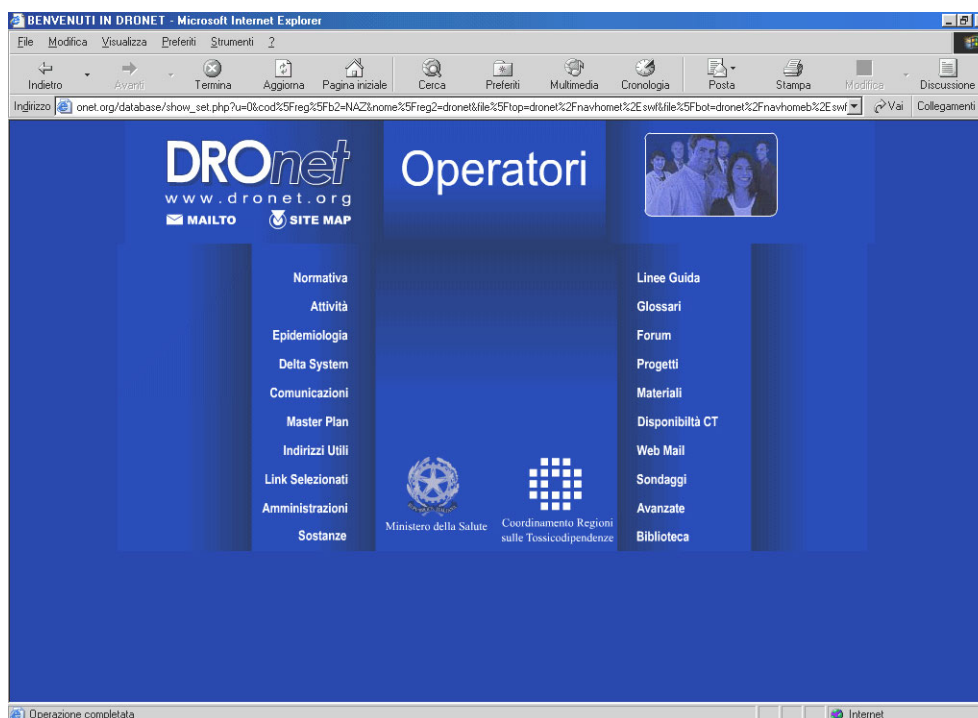 BENVENUTI IN DRONET - Microsoft Internet Explorer
File Modifica Visualizza Preferiti Strumenti ?
Indietro Avanti Termina Aggiorna Pagina iniziale Cerca Preferiti Multimedia Cronologia Posta Stampa Modifica Discussione
Indirizzo onet.org/database/show_set.php?u=0&cod%5Freg%5Fb2=NAZ&nome%5Freg2=dronet&file%5Ftop=dronet%2Fnavhomet%2Eswf&file%5Fbot=dronet%2Fnavhomeb%2Eswf Vai Collegamenti
DROnet
www.dronet.org
MAILTO SITE MAP
Operatori
Normativa
Attività
Epidemiologia
Delta System
Comunicazioni
Master Plan
Indirizzi Utili
Link Selezionati
Amministrazioni
Sostanze
Ministero della Salute
Coordinamento Regioni
sulle Tossicodipendenze
Linee Guida
Glossari
Forum
Progetti
Materiali
Disponibiltà CT
Web Mail
Sondaggi
Avanzate
Biblioteca
Operazione completata
Internet